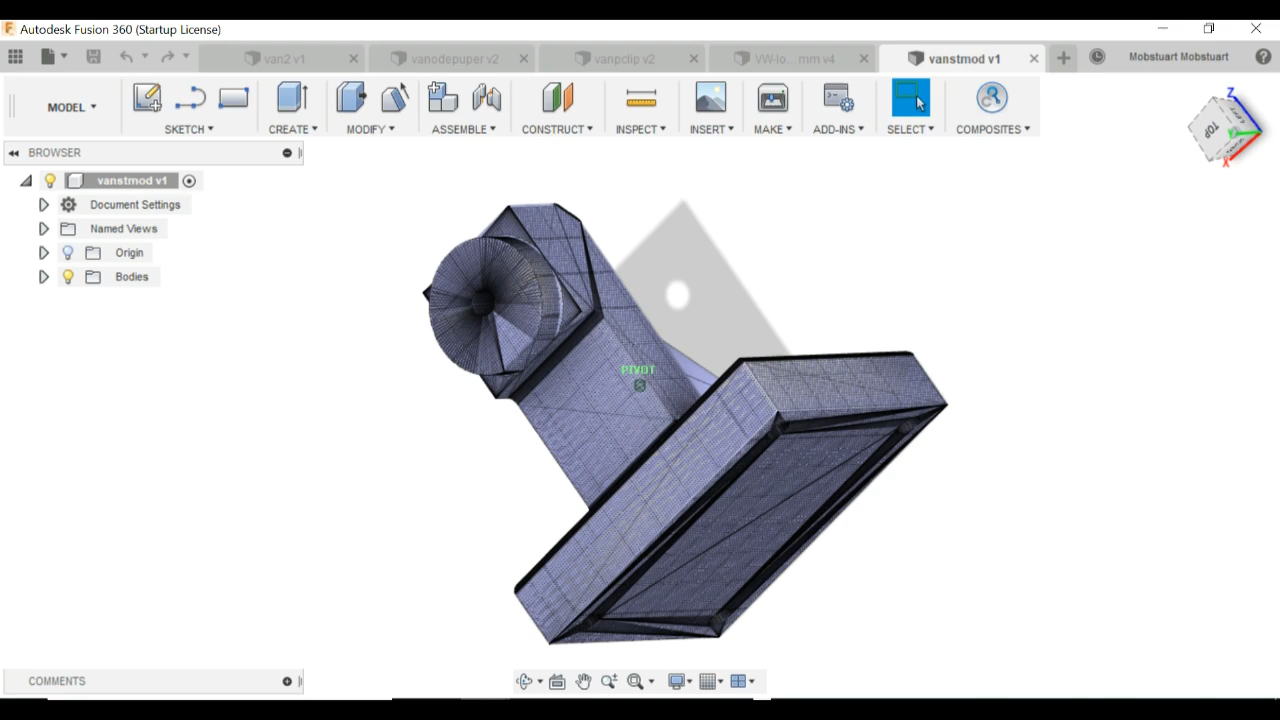 Autodesk Fusion 360 (Startup License)
van2 v1
vanodepuper v2
vanpclip v2
VW-lo... mm v4
vanstmod v1
Mobstuart Mobstuart
MODEL
SKETCH
CREATE
MODIFY
ASSEMBLE
CONSTRUCT
INSPECT
INSERT
MAKE
ADD-INS
SELECT
COMPOSITES
Z
TOP
X
BROWSER
vanstmod v1
Document Settings
Named Views
Origin
Bodies
PIVOT
COMMENTS